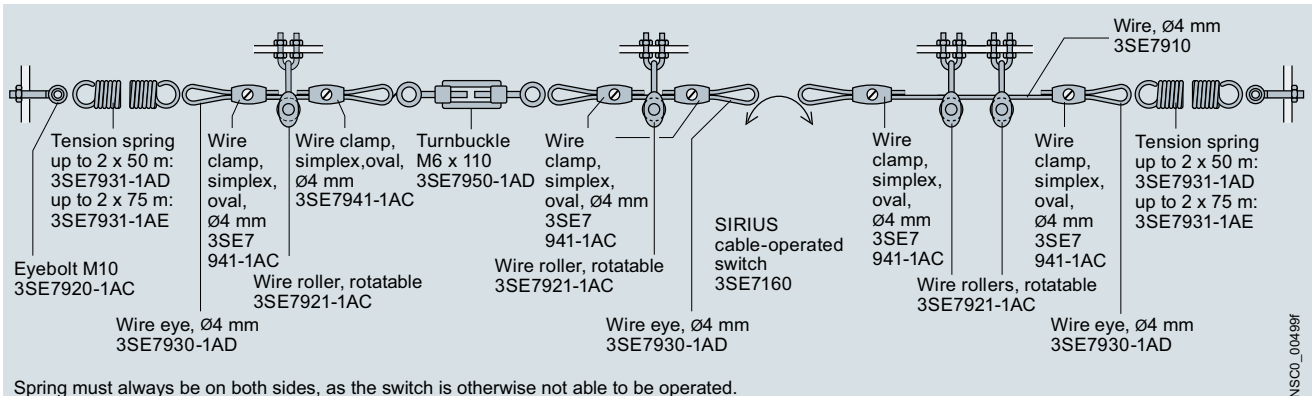 Wire, Ø4 mm
3SE7910
Tension spring
up to 2 x 50 m:
3SE7931-1AD
up to 2 x 75 m:
3SE7931-1AE
Wire
clamp,
simplex,
oval,
Ø4 mm
3SE7
941-1AC
Wire clamp,
simplex,oval,
Ø4 mm
3SE7941-1AC
Turnbuckle
M6 x 110
3SE7950-1AD
Wire
clamp,
simplex,
oval, Ø4 mm
3SE7
941-1AC
SIRIUS
cable-operated
switch
3SE7160
Wire
clamp,
simplex,
oval,
Ø4 mm
3SE7
941-1AC
Wire
clamp,
simplex,
oval,
Ø4 mm
3SE7
941-1AC
Tension spring
up to 2 x 50 m:
3SE7931-1AD
up to 2 x 75 m:
3SE7931-1AE
Eyebolt M10
3SE7920-1AC
Wire roller, rotatable
3SE7921-1AC
Wire roller, rotatable
3SE7921-1AC
Wire rollers, rotatable
3SE7921-1AC
Wire eye, Ø4 mm
3SE7930-1AD
Wire eye, Ø4 mm
3SE7930-1AD
Wire eye, Ø4 mm
3SE7930-1AD
Spring must always be on both sides, as the switch is otherwise not able to be operated.
NSC0_00499f